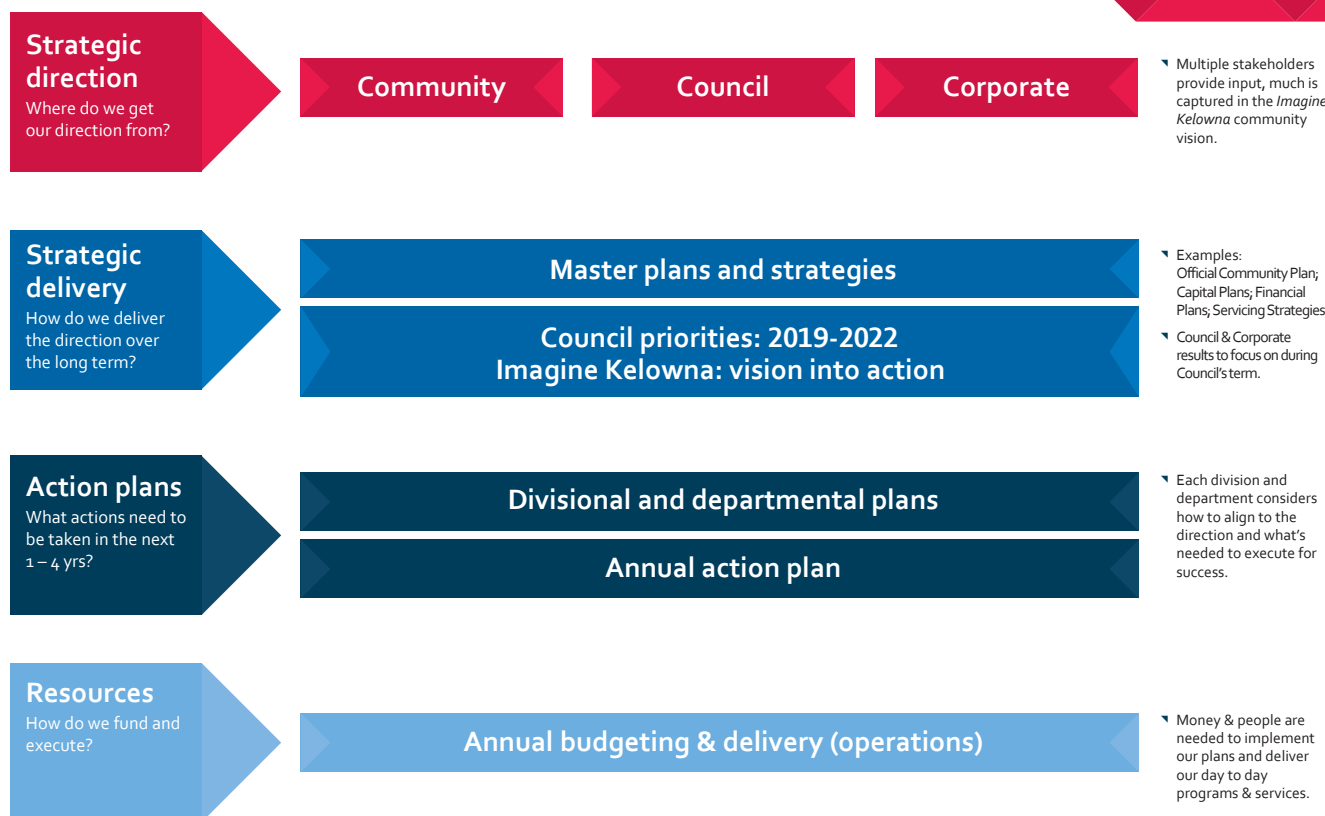 Strategic
direction
Where do we get
our direction from?
Community
Council
Corporate
Multiple stakeholders
provide input, much is
captured in the Imagine
Kelowna community
vision.
Strategic
delivery
How do we deliver
the direction over
the long term?
Master plans and strategies
Council priorities: 2019-2022
Imagine Kelowna: vision into action
Examples:
Official Community Plan;
Capital Plans; Financial
Plans; Servicing Strategies
Council & Corporate
results to focus on during
Council's term.
Action plans
What actions need to
be taken in the next
1 – 4 yrs?
Divisional and departmental plans
Annual action plan
Each division and
department considers
how to align to the
direction and what's
needed to execute for
success.
Resources
How do we fund and
execute?
Annual budgeting & delivery (operations)
Money & people are
needed to implement
our plans and deliver
our day to day
programs & services.